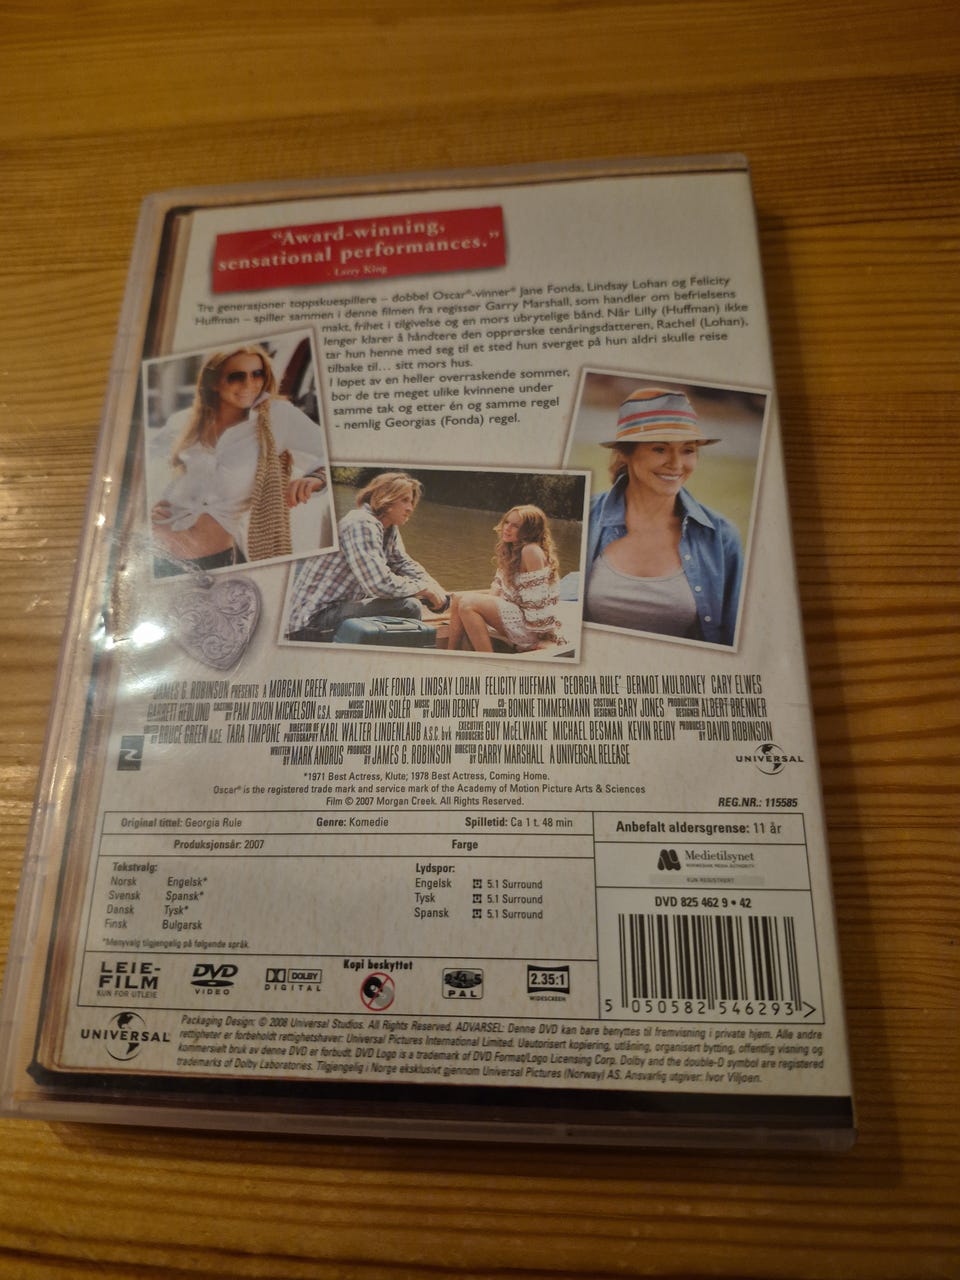 “Award-winning,
sensational performances.”
- Larry King
Tre generasjoner toppskuespillere – dobbel Oscar®-vinner* Jane Fonda, Lindsay Lohan og Felicity
Huffman – spiller sammen i denne filmen fra regissør Garry Marshall, som handler om befrielsens
makt, frihet i tilgivelse og en mors ubrytelige bånd. Når Lilly (Huffman) ikke
lenger klarer å håndtere den opprørske tenåringsdatteren, Rachel (Lohan),
tar hun henne med seg til et sted hun sverget på hun aldri skulle reise
tilbake til... sitt mors hus.
I løpet av en heller overraskende sommer,
bor de tre meget ulike kvinnene under
samme tak og etter én og samme regel
- nemlig Georgias (Fonda) regel.
JAMES G. ROBINSON PRESENTS A MORGAN CREEK PRODUCTION JANE FONDA LINDSAY LOHAN FELICITY HUFFMAN "GEORGIA RULE" DERMOT MULRONEY CARY ELWES
GARRETT HEDLUND CASTING BY PAM DIXON MICKELSON C.S.A. MUSIC SUPERVISOR DAWN SOLÉR MUSIC BY JOHN DEBNEY CO-PRODUCER BONNIE TIMMERMANN COSTUME DESIGNER GARY JONES PRODUCTION DESIGNER ALBERT BRENNER
EDITED BY BRUCE GREEN A.C.E. TARA TIMPONE DIRECTOR OF PHOTOGRAPHY KARL WALTER LINDENLAUB A.S.C. bvk EXECUTIVE PRODUCERS GUY McELWAINE MICHAEL BESMAN KEVIN REIDY PRODUCED BY DAVID ROBINSON
WRITTEN BY MARK ANDRUS PRODUCED BY JAMES G. ROBINSON DIRECTED BY GARRY MARSHALL A UNIVERSAL RELEASE
UNIVERSAL
*1971 Best Actress, Klute; 1978 Best Actress, Coming Home.
Oscar® is the registered trade mark and service mark of the Academy of Motion Picture Arts & Sciences
Film © 2007 Morgan Creek. All Rights Reserved.
REG.NR.: 115585
Original tittel: Georgia Rule Genre: Komedie Spilletid: Ca 1 t. 48 min
Produksjonsår: 2007 Farge
Anbefalt aldersgrense: 11 år
Medietilsynet
NORWEGIAN MEDIA AUTHORITY
KUN REGISTRERT
Tekstvalg:
Norsk Engelsk*
Svensk Spansk*
Dansk Tysk*
Finsk Bulgarsk
*Menyvalg tilgjengelig på følgende språk.
Lydspor:
Engelsk 5.1 Surround
Tysk 5.1 Surround
Spansk 5.1 Surround
DVD 825 462 9 • 42
5 050582 546293 >
LEIE-
FILM
KUN FOR UTLEIE
DVD
VIDEO
DOLBY
DIGITAL
Kopi beskyttet
2-4-5
PAL
2.35:1
WIDESCREEN
UNIVERSAL
Packaging Design: © 2008 Universal Studios. All Rights Reserved. ADVARSEL: Denne DVD kan bare benyttes til fremvisning i private hjem. Alle andre
rettigheter er forbeholdt rettighetshaver: Universal Pictures International Limited. Uautorisert kopiering, utlåning, organisert bytting, offentlig visning og
kommersielt bruk av denne DVD er forbudt. DVD Logo is a trademark of DVD Format/Logo Licensing Corp. Dolby and the double-D symbol are registered
trademarks of Dolby Laboratories. Tilgjengelig i Norge eksklusivt gjennom Universal Pictures (Norway) AS. Ansvarlig utgiver: Ivor Viljoen.